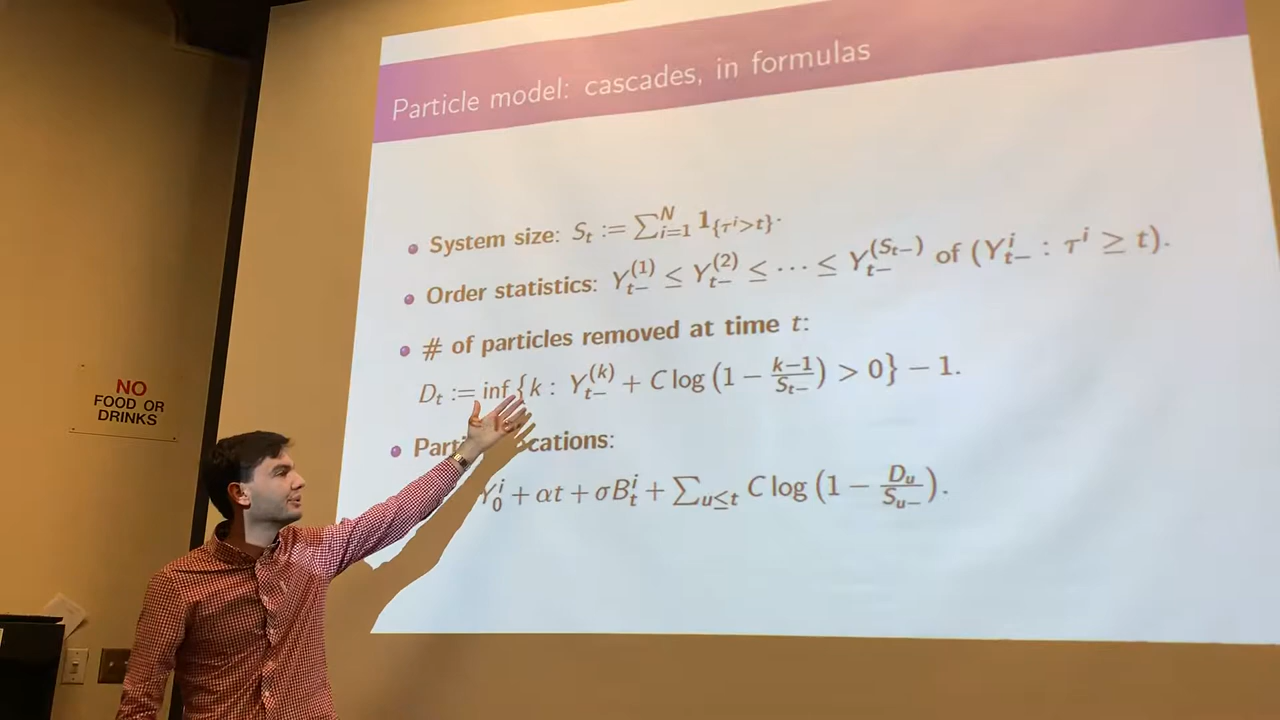 Particle model: cascades, in formulas
System size: S_t := ∑_{i=1}^{N} 1_{{τ^i>t}}.
Order statistics: Y_{t−}^{(1)} ≤ Y_{t−}^{(2)} ≤ ⋯ ≤ Y_{t−}^{(S_{t−})} of (Y_{t−}^i : τ^i ≥ t).
# of particles removed at time t:
D_t := inf{k : Y_{t−}^{(k)} + C log(1 − (k−1)/S_{t−}) > 0} − 1.
Y_0^i + αt + σB_t^i + ∑_{u≤t} C log(1 − D_u/S_{u−}).
NO
FOOD OR
DRINKS